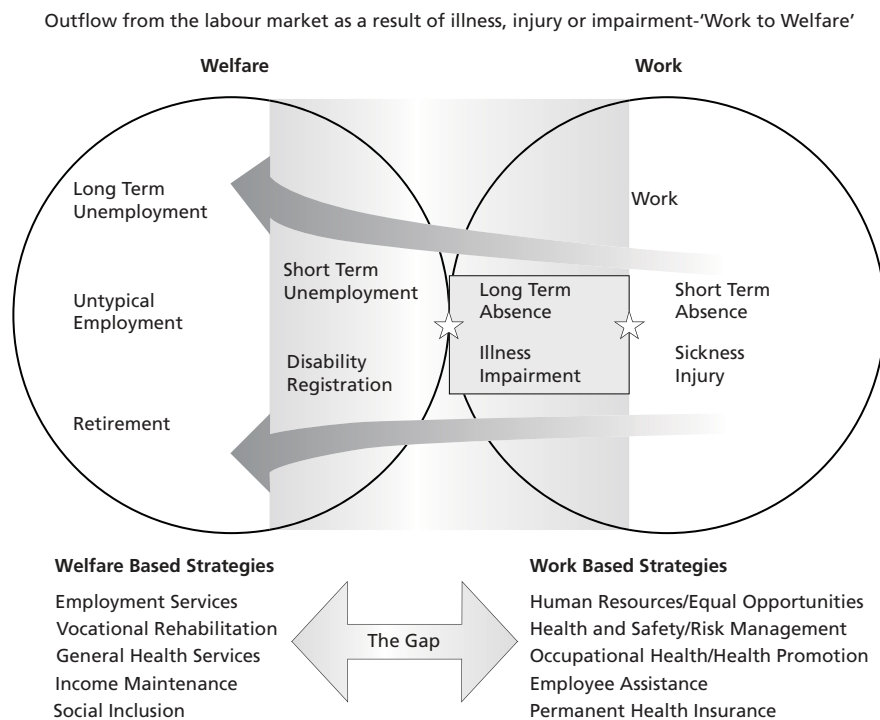 Outflow from the labour market as a result of illness, injury or impairment-‘Work to Welfare’
Welfare
Work
Long Term
Unemployment
Work
Short Term
Unemployment
Long Term
Absence
Short Term
Absence
Untypical
Employment
Disability
Registration
Illness
Impairment
Sickness
Injury
Retirement
Welfare Based Strategies
Employment Services
Vocational Rehabilitation
General Health Services
Income Maintenance
Social Inclusion
The Gap
Work Based Strategies
Human Resources/Equal Opportunities
Health and Safety/Risk Management
Occupational Health/Health Promotion
Employee Assistance
Permanent Health Insurance